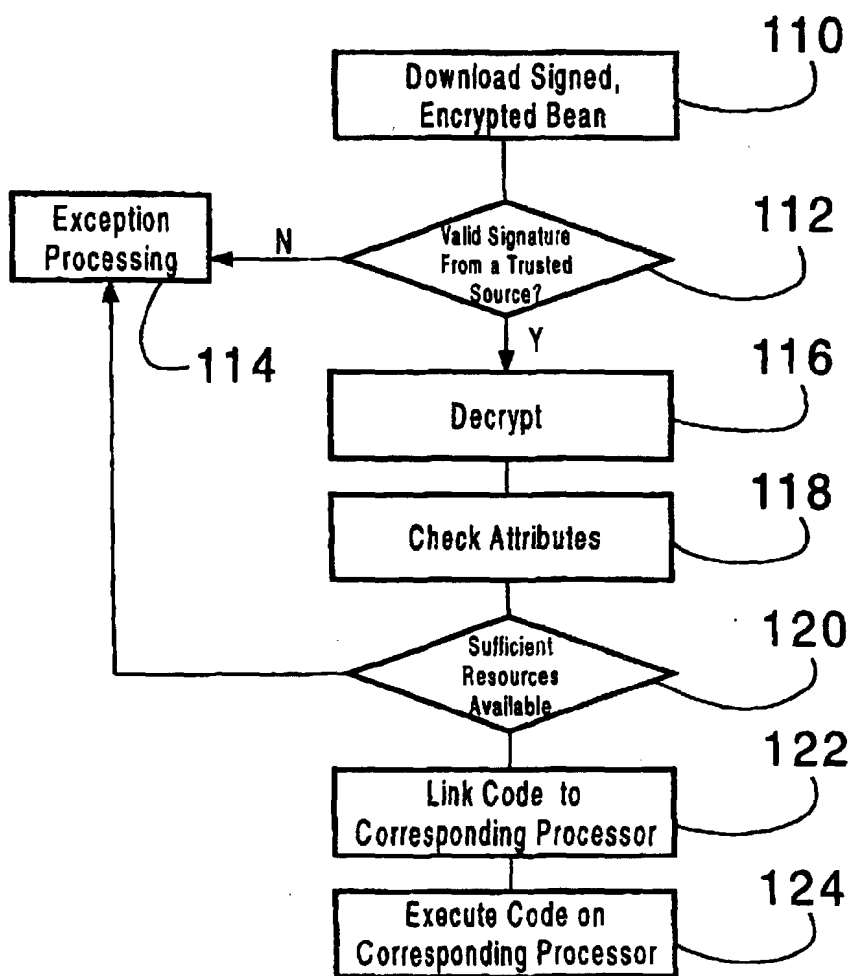 110
Download Signed,
Encrypted Bean
112
Valid Signature
From a Trusted
Source?
N
Exception
Processing
114
Y
116
Decrypt
118
Check Attributes
120
Sufficient
Resources
Available
122
Link Code to
Corresponding Processor
124
Execute Code on
Corresponding Processor